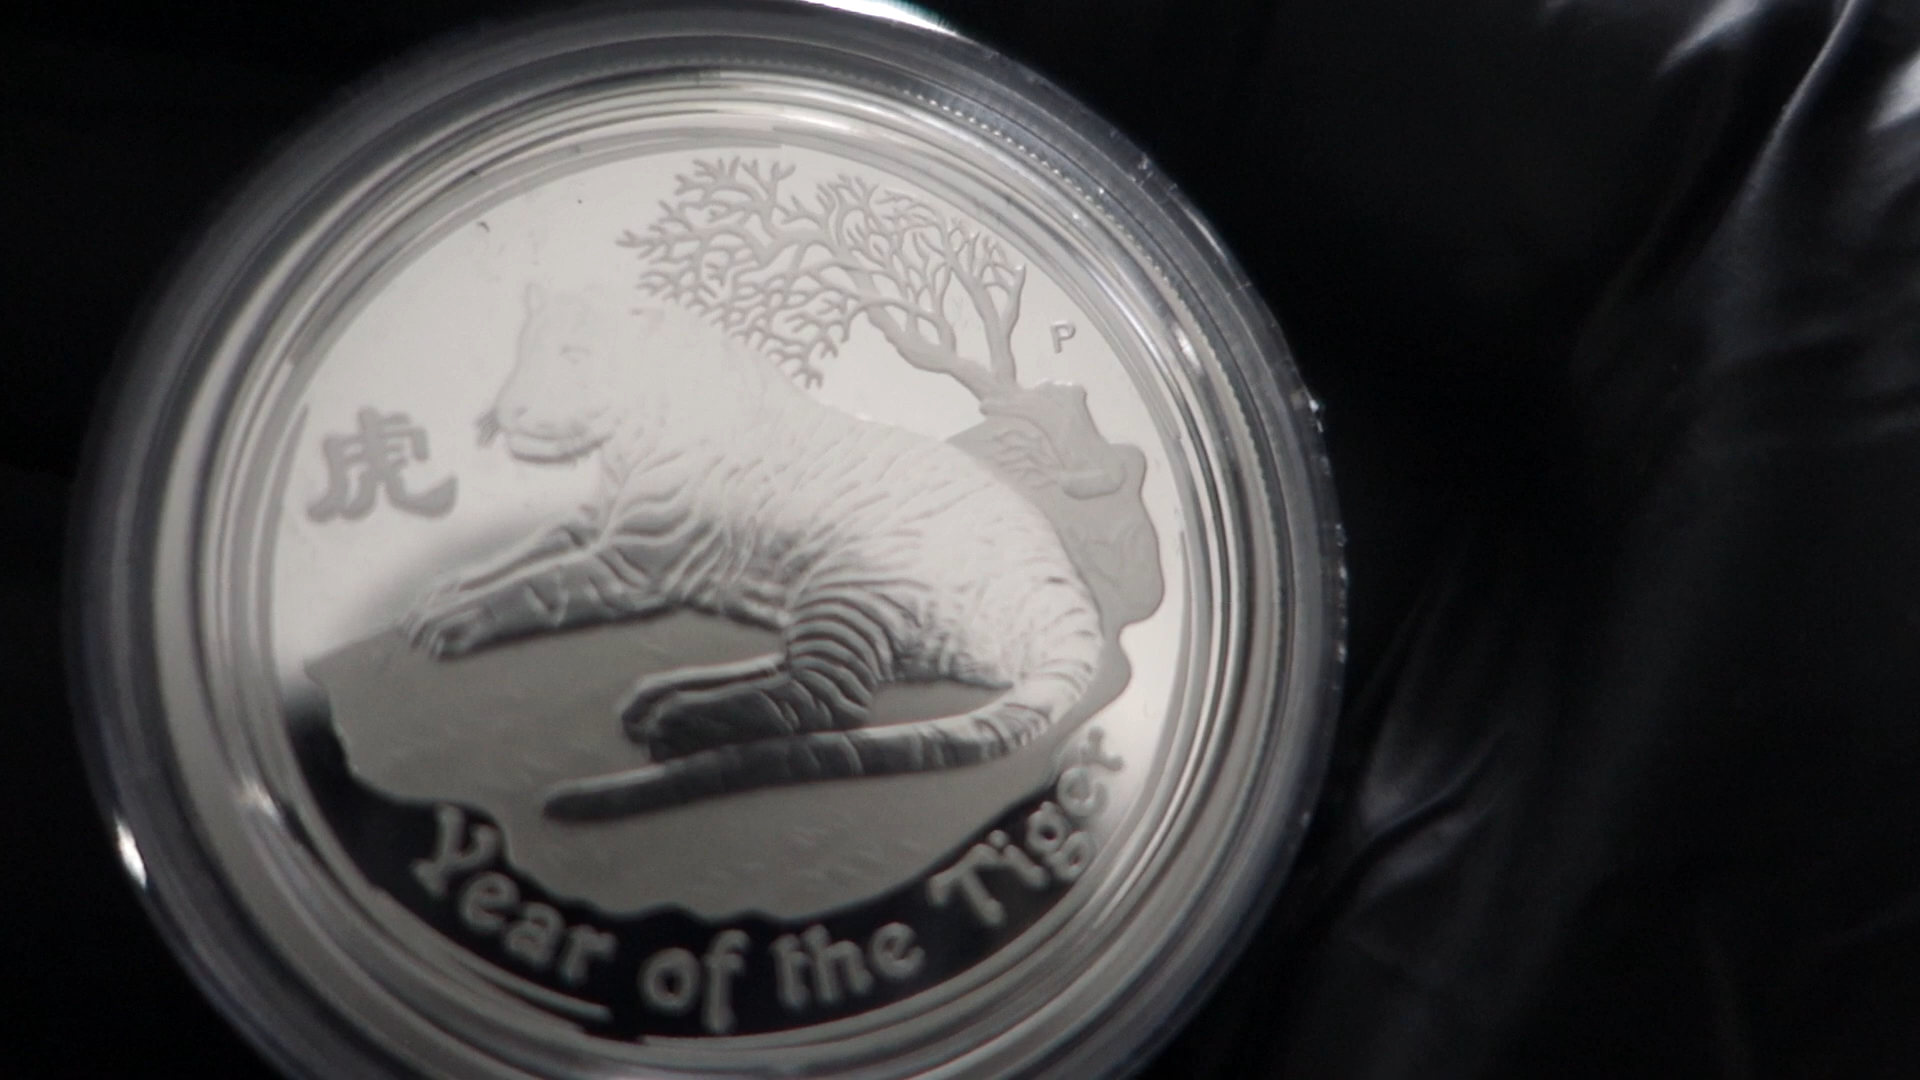 P
虎
Year of the Tiger